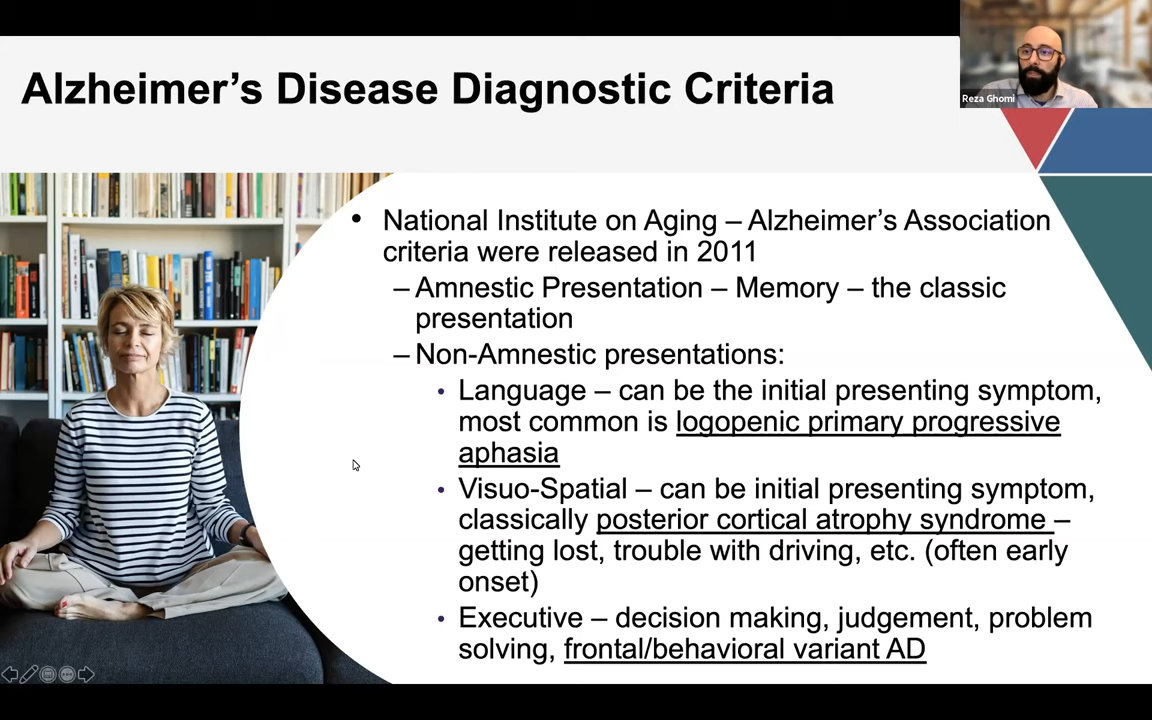 Alzheimer’s Disease Diagnostic Criteria
Reza Ghomi
• National Institute on Aging – Alzheimer’s Association
criteria were released in 2011
– Amnestic Presentation – Memory – the classic
presentation
– Non-Amnestic presentations:
• Language – can be the initial presenting symptom,
most common is logopenic primary progressive
aphasia
• Visuo-Spatial – can be initial presenting symptom,
classically posterior cortical atrophy syndrome –
getting lost, trouble with driving, etc. (often early
onset)
• Executive – decision making, judgement, problem
solving, frontal/behavioral variant AD